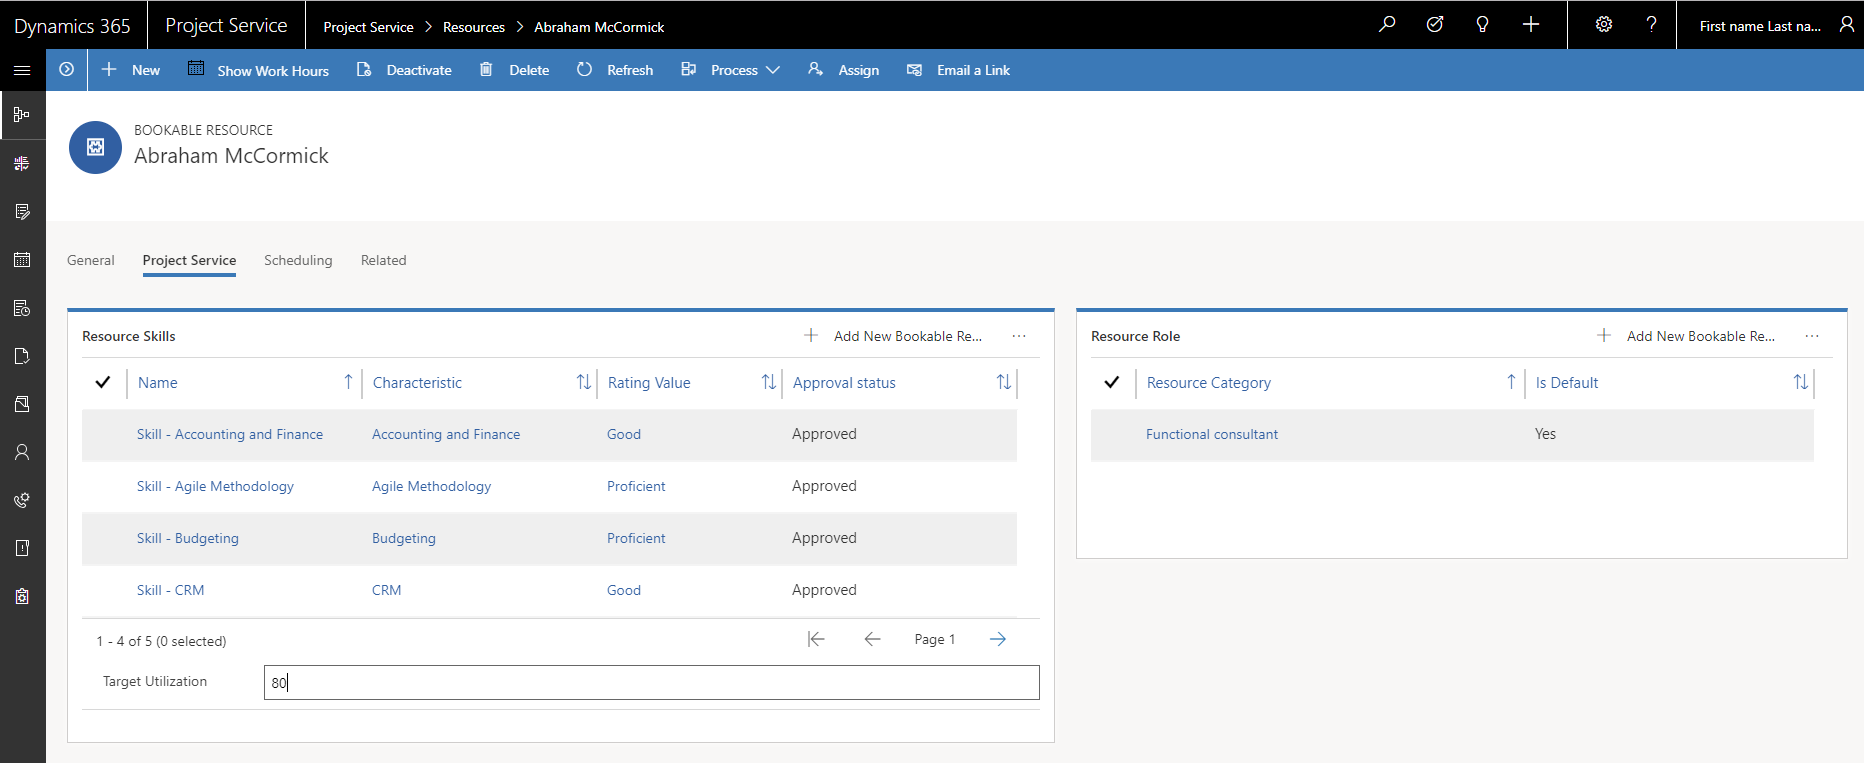 Dynamics 365 Project Service Project Service > Resources > Abraham McCormick ? First name Last na...
New Show Work Hours Deactivate Delete Refresh Process Assign Email a Link
BOOKABLE RESOURCE
Abraham McCormick
General Project Service Scheduling Related
Resource Skills Add New Bookable Re... ...
Name Characteristic Rating Value Approval status
Skill - Accounting and Finance Accounting and Finance Good Approved
Skill - Agile Methodology Agile Methodology Proficient Approved
Skill - Budgeting Budgeting Proficient Approved
Skill - CRM CRM Good Approved
1 - 4 of 5 (0 selected) Page 1
Target Utilization 80
Resource Role Add New Bookable Re... ...
Resource Category Is Default
Functional consultant Yes